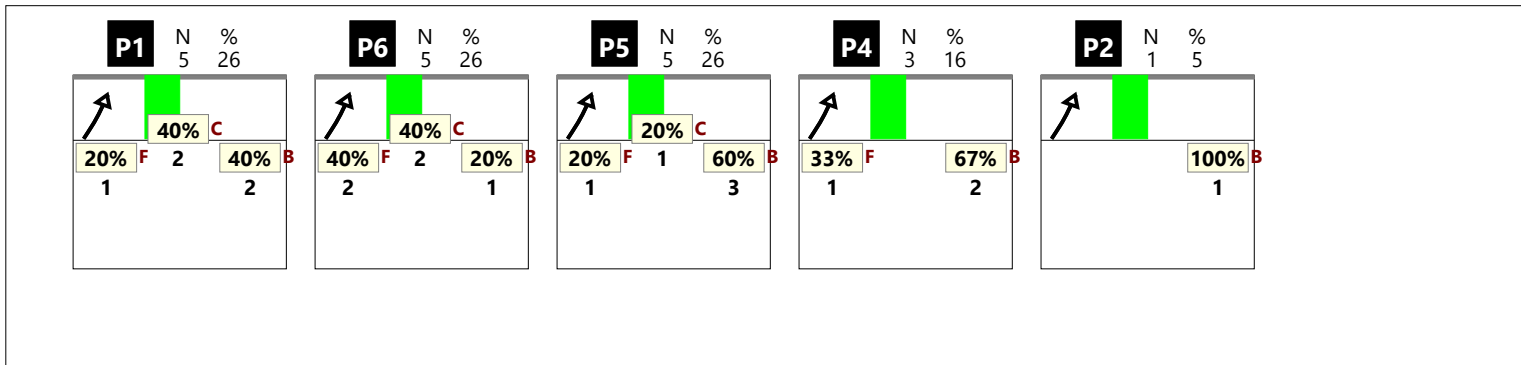 P1 N % 5 26
40% C
20% F 2 40% B
1 2
P6 N % 5 26
40% C
40% F 2 20% B
2 1
P5 N % 5 26
20% C
20% F 1 60% B
1 3
P4 N % 3 16
33% F 67% B
1 2
P2 N % 1 5
100% B
1